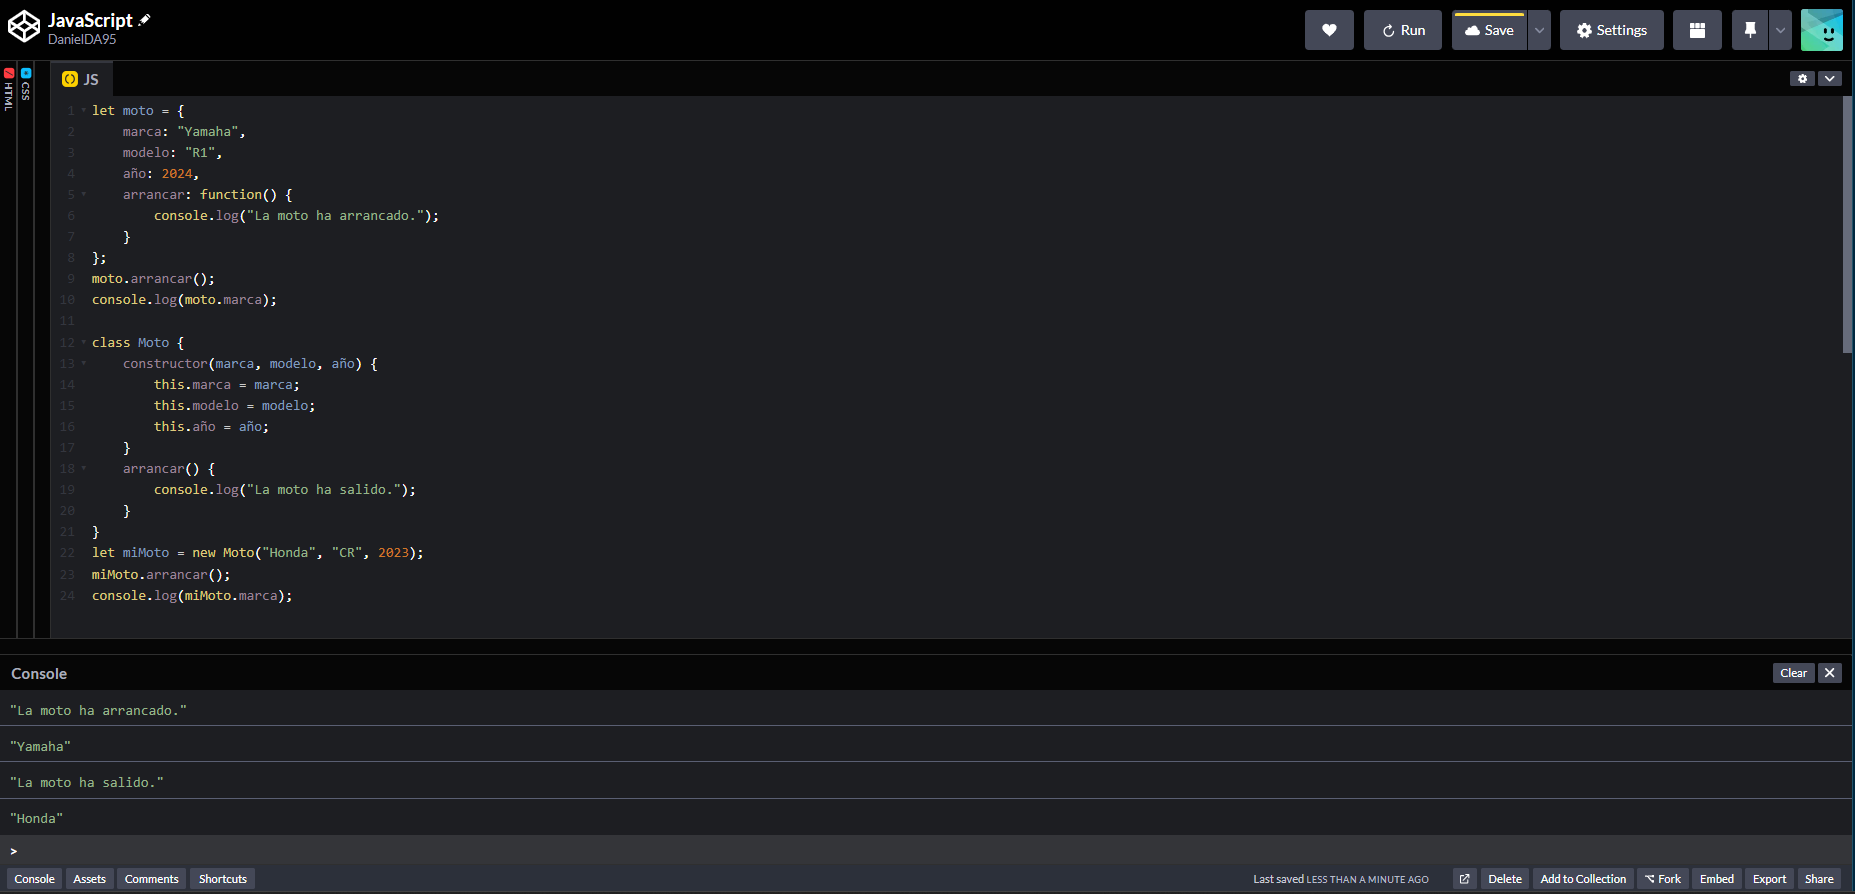 JavaScript
DanielDA95
Run
Save
Settings
HTML
CSS
JS
1 let moto = {
2     marca: "Yamaha",
3     modelo: "R1",
4     año: 2024,
5     arrancar: function() {
6         console.log("La moto ha arrancado.");
7     }
8 };
9 moto.arrancar();
10 console.log(moto.marca);
11
12 class Moto {
13     constructor(marca, modelo, año) {
14         this.marca = marca;
15         this.modelo = modelo;
16         this.año = año;
17     }
18     arrancar() {
19         console.log("La moto ha salido.");
20     }
21 }
22 let miMoto = new Moto("Honda", "CR", 2023);
23 miMoto.arrancar();
24 console.log(miMoto.marca);
Console
Clear
"La moto ha arrancado."
"Yamaha"
"La moto ha salido."
"Honda"
>
Console Assets Comments Shortcuts
Last saved LESS THAN A MINUTE AGO
Delete Add to Collection Fork Embed Export Share